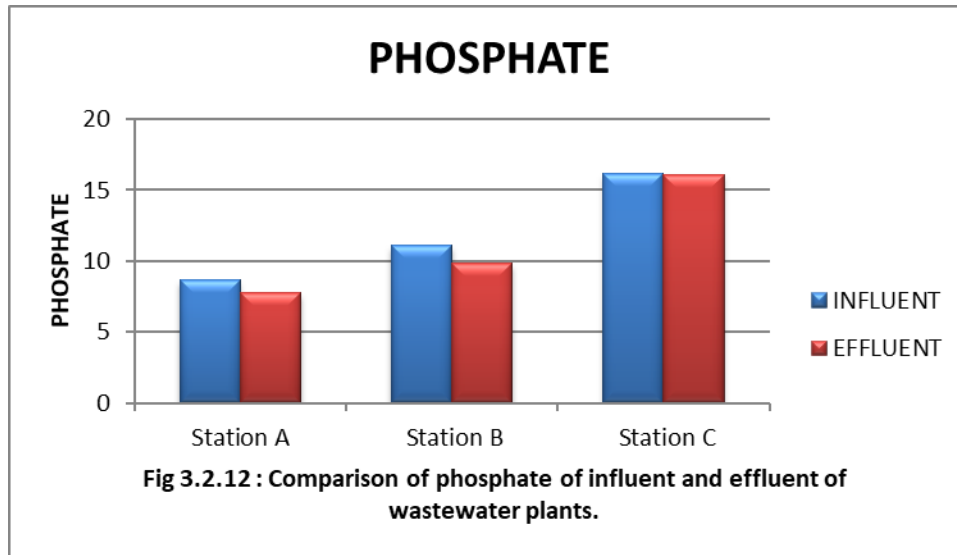 PHOSPHATE
PHOSPHATE
20
15
10
5
0
Station A
Station B
Station C
INFLUENT
EFFLUENT
Fig 3.2.12 : Comparison of phosphate of influent and effluent of
wastewater plants.